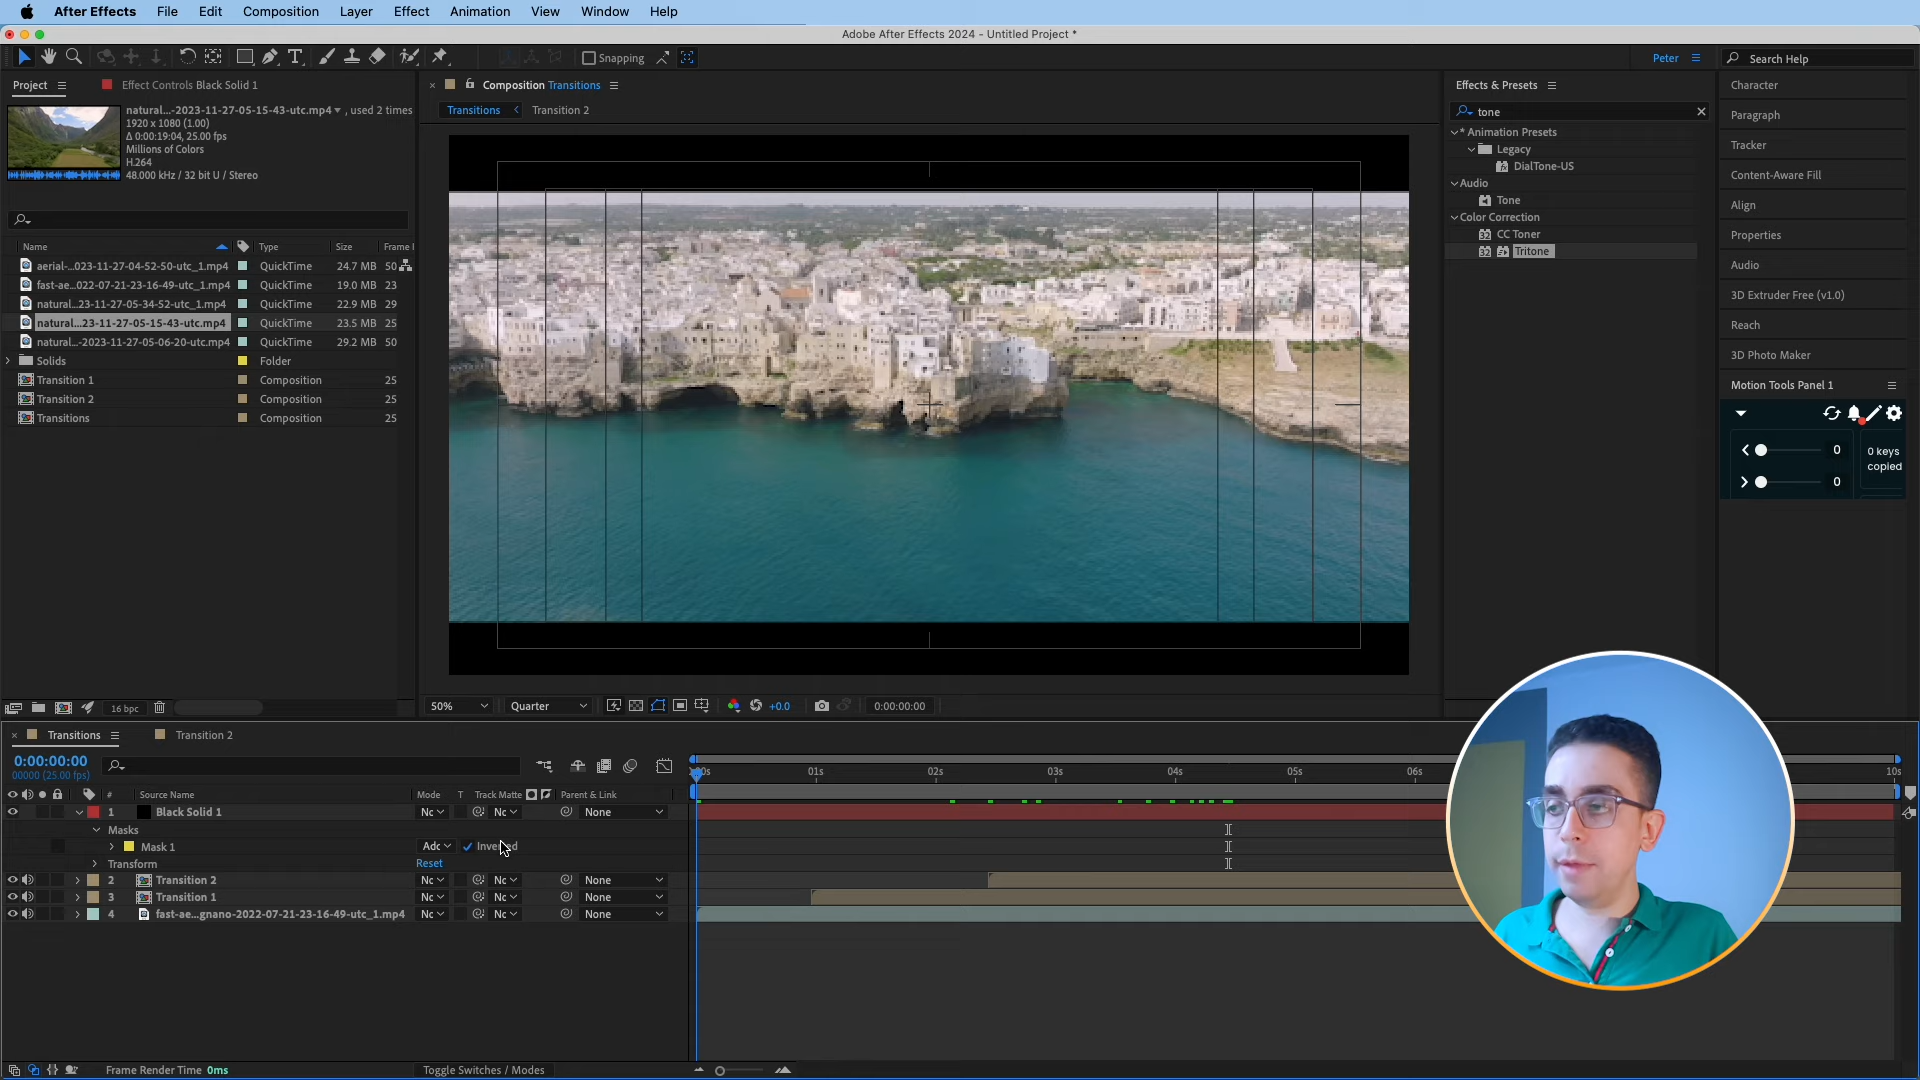 After Effects File Edit Composition Layer Effect Animation View Window Help
Adobe After Effects 2024 - Untitled Project *
Snapping
Peter
Search Help
Project
Effect Controls Black Solid 1
natural...-2023-11-27-05-15-43-utc.mp4 , used 2 times
1920 x 1080 (1.00)
Δ 0:00:19:04, 25.00 fps
Millions of Colors
H.264
48.000 kHz / 32 bit U / Stereo
Name Type Size Frame
aerial-...023-11-27-04-52-50-utc_1.mp4 QuickTime 24.7 MB 50
fast-ae...022-07-21-23-16-49-utc_1.mp4 QuickTime 19.0 MB 23
natural...23-11-27-05-34-52-utc_1.mp4 QuickTime 22.9 MB 29
natural...23-11-27-05-15-43-utc.mp4 QuickTime 23.5 MB 25
natural...-2023-11-27-05-06-20-utc.mp4 QuickTime 29.2 MB 50
Solids Folder
Transition 1 Composition 25
Transition 2 Composition 25
Transitions Composition 25
16 bpc
Composition Transitions
Transitions Transition 2
50% Quarter +0.0 0:00:00:00
Effects & Presets
tone
* Animation Presets
Legacy
DialTone-US
Audio
Tone
Color Correction
CC Toner
Tritone
32
32
Character
Paragraph
Tracker
Content-Aware Fill
Align
Properties
Audio
3D Extruder Free (v1.0)
Reach
3D Photo Maker
Motion Tools Panel 1
0
0 keys
copied
0
Transitions Transition 2
0:00:00:00
00000 (25.00 fps)
:00s 01s 02s 03s 04s 05s 06s 10s
# Source Name Mode T Track Matte Parent & Link
1 Black Solid 1 Nc Nc None
Masks
Mask 1 Adc
Transform Reset
2 Transition 2 Nc Nc None
3 Transition 1 Nc Nc None
4 fast-ae...gnano-2022-07-21-23-16-49-utc_1.mp4 Nc Nc None
Frame Render Time 0ms
Toggle Switches / Modes